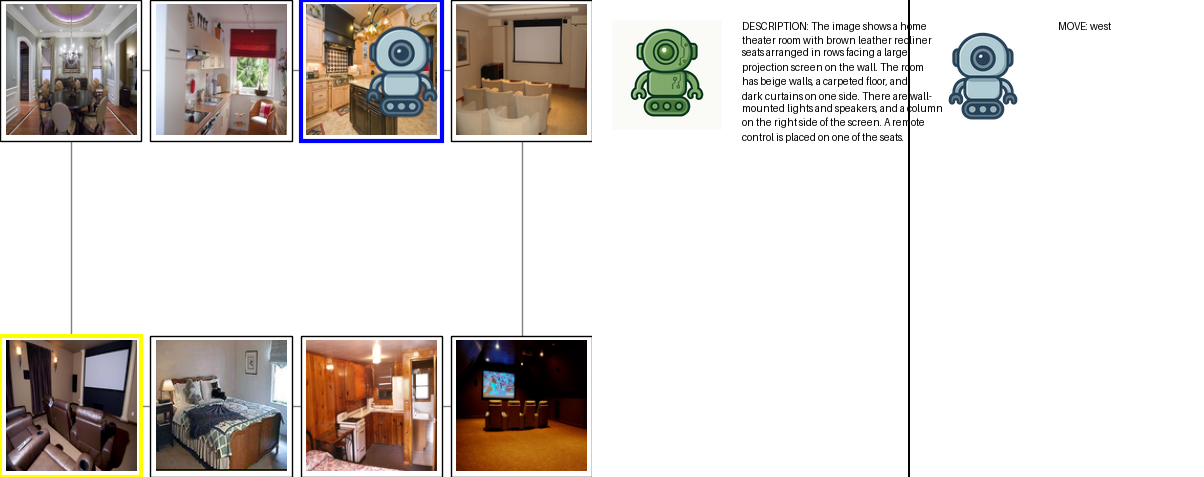 DESCRIPTION: The image shows a home
theater room with brown leather recliner
seats arranged in rows facing a large
projection screen on the wall. The room
has beige walls, a carpeted floor, and
dark curtains on one side. There are wall-
mounted lights and speakers, and a column
on the right side of the screen. A remote
control is placed on one of the seats.
MOVE: west